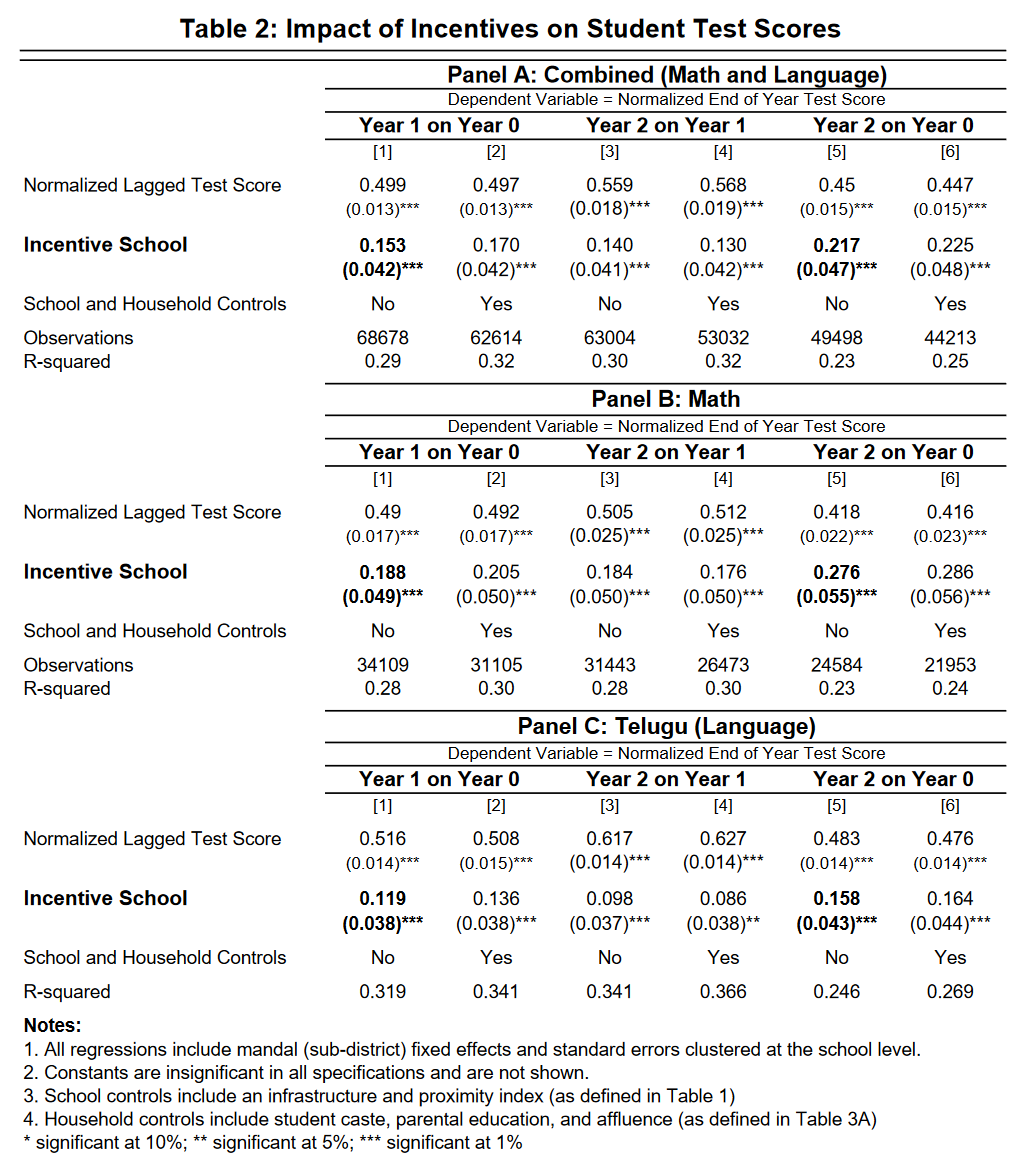 Table 2: Impact of Incentives on Student Test Scores
Panel A: Combined (Math and Language)
Dependent Variable = Normalized End of Year Test Score
Year 1 on Year 0 Year 2 on Year 1 Year 2 on Year 0
[1] [2] [3] [4] [5] [6]
Normalized Lagged Test Score 0.499 0.497 0.559 0.568 0.45 0.447
(0.013)*** (0.013)*** (0.018)*** (0.019)*** (0.015)*** (0.015)***
Incentive School 0.153 0.170 0.140 0.130 0.217 0.225
(0.042)*** (0.042)*** (0.041)*** (0.042)*** (0.047)*** (0.048)***
School and Household Controls No Yes No Yes No Yes
Observations 68678 62614 63004 53032 49498 44213
R-squared 0.29 0.32 0.30 0.32 0.23 0.25
Panel B: Math
Dependent Variable = Normalized End of Year Test Score
Year 1 on Year 0 Year 2 on Year 1 Year 2 on Year 0
[1] [2] [3] [4] [5] [6]
Normalized Lagged Test Score 0.49 0.492 0.505 0.512 0.418 0.416
(0.017)*** (0.017)*** (0.025)*** (0.025)*** (0.022)*** (0.023)***
Incentive School 0.188 0.205 0.184 0.176 0.276 0.286
(0.049)*** (0.050)*** (0.050)*** (0.050)*** (0.055)*** (0.056)***
School and Household Controls No Yes No Yes No Yes
Observations 34109 31105 31443 26473 24584 21953
R-squared 0.28 0.30 0.28 0.30 0.23 0.24
Panel C: Telugu (Language)
Dependent Variable = Normalized End of Year Test Score
Year 1 on Year 0 Year 2 on Year 1 Year 2 on Year 0
[1] [2] [3] [4] [5] [6]
Normalized Lagged Test Score 0.516 0.508 0.617 0.627 0.483 0.476
(0.014)*** (0.015)*** (0.014)*** (0.014)*** (0.014)*** (0.014)***
Incentive School 0.119 0.136 0.098 0.086 0.158 0.164
(0.038)*** (0.038)*** (0.037)*** (0.038)** (0.043)*** (0.044)***
School and Household Controls No Yes No Yes No Yes
R-squared 0.319 0.341 0.341 0.366 0.246 0.269
Notes:
1. All regressions include mandal (sub-district) fixed effects and standard errors clustered at the school level.
2. Constants are insignificant in all specifications and are not shown.
3. School controls include an infrastructure and proximity index (as defined in Table 1)
4. Household controls include student caste, parental education, and affluence (as defined in Table 3A)
* significant at 10%; ** significant at 5%; *** significant at 1%